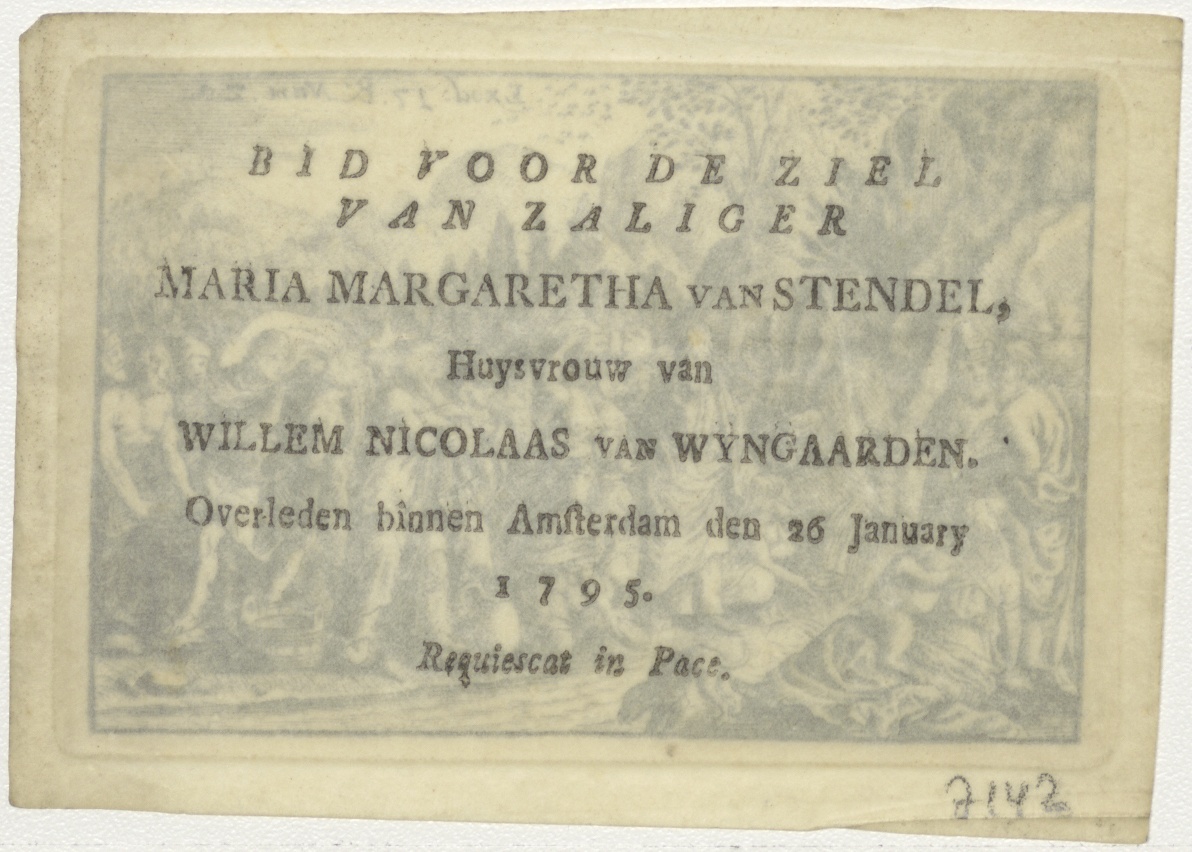 BID VOOR DE ZIEL
VAN ZALIGER
MARIA MARGARETHA VAN STENDEL,
Huysvrouw van
WILLEM NICOLAAS VAN WYNGAARDEN.
Overleden binnen Amſterdam den 26 January
1795.
Requiescat in Pace.
7142